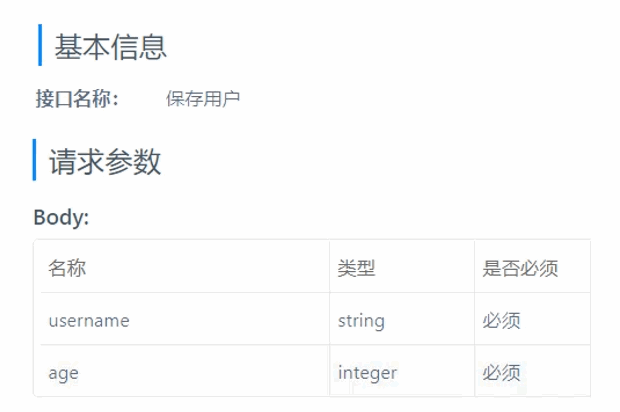 基本信息
接口名称： 保存用户
请求参数
Body:
名称 类型 是否必须
username string 必须
age integer 必须